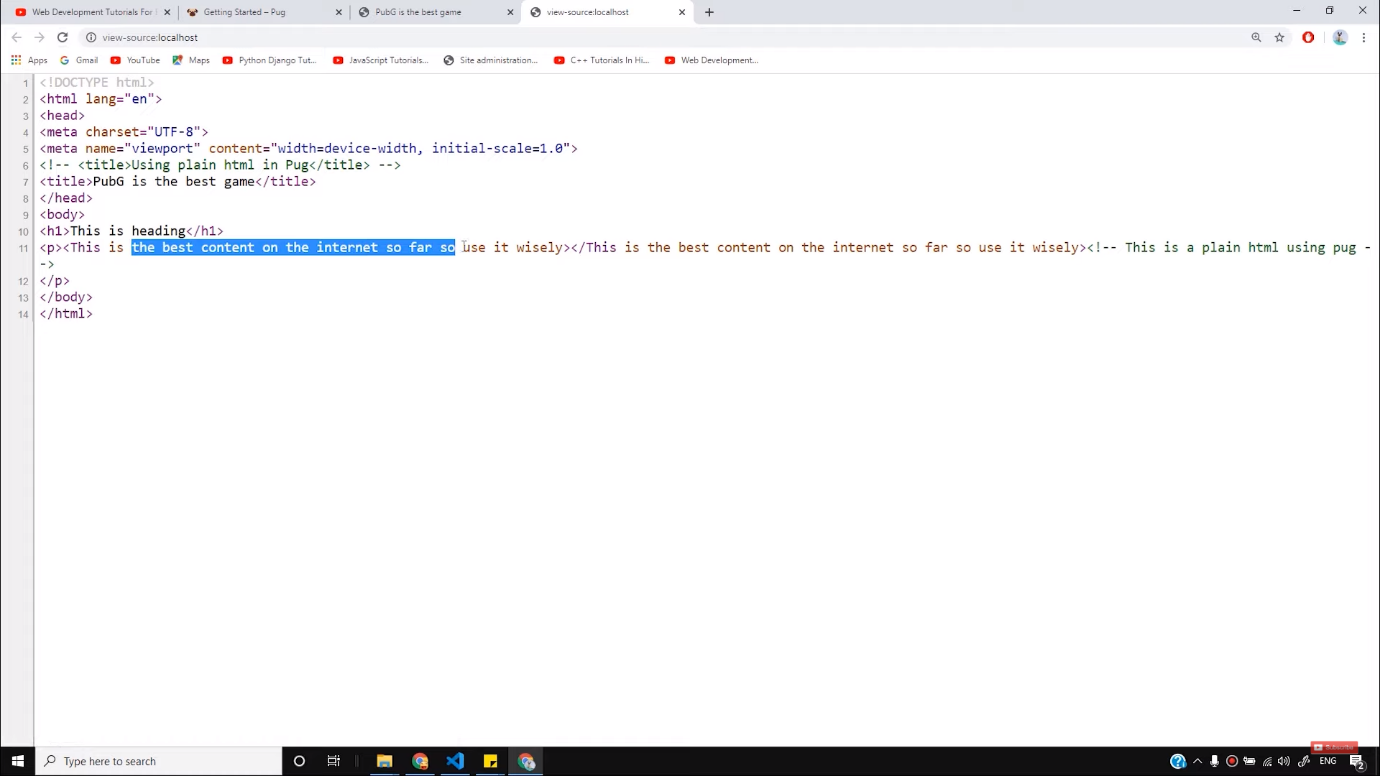 Web Development Tutorials For
Getting Started – Pug
PubG is the best game
view-source:localhost
view-source:localhost
Apps
Gmail
YouTube
Maps
Python Django Tut...
JavaScript Tutorials...
Site administration...
C++ Tutorials In Hi...
Web Development...
1 <!DOCTYPE html>
2 <html lang="en">
3 <head>
4 <meta charset="UTF-8">
5 <meta name="viewport" content="width=device-width, initial-scale=1.0">
6 <!-- <title>Using plain html in Pug</title> -->
7 <title>PubG is the best game</title>
8 </head>
9 <body>
10 <h1>This is heading</h1>
11 <p><This is the best content on the internet so far so use it wisely></This is the best content on the internet so far so use it wisely><!-- This is a plain html using pug -
->
12 </p>
13 </body>
14 </html>
Subscribe
Type here to search
ENG
2